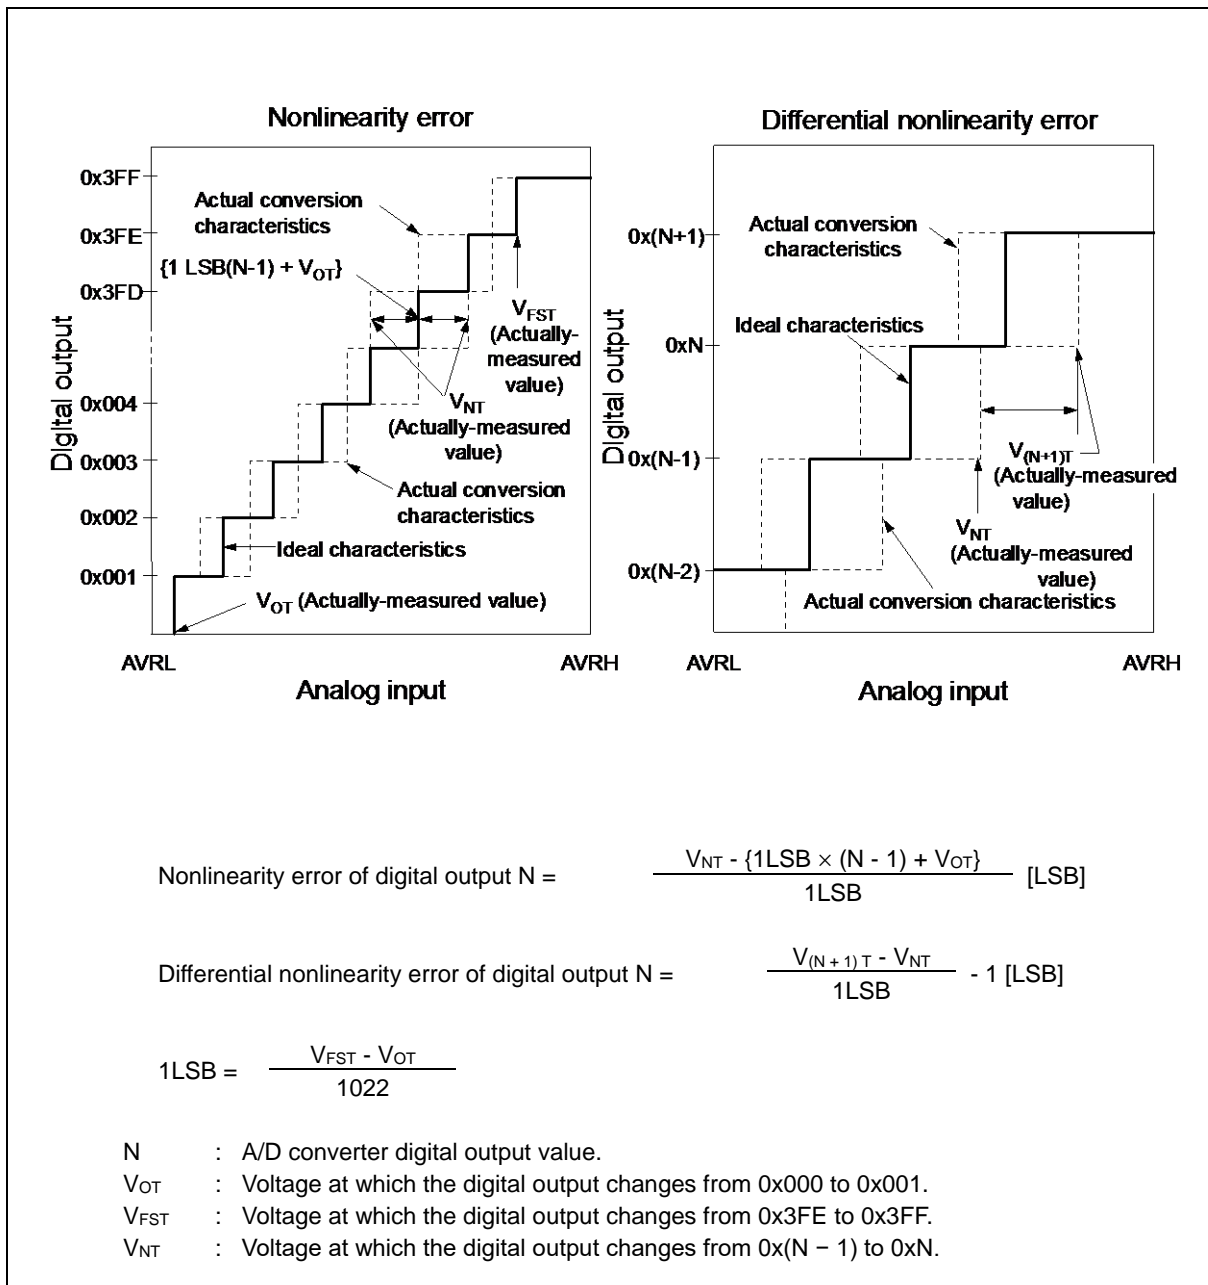 Nonlinearity error
0x3FF
0x3FE
0x3FD
0x004
0x003
0x002
0x001
Digital output
Actual conversion
characteristics
{1 LSB(N-1) + VOT}
VFST
(Actually-
measured
value)
VNT
(Actually-measured
value)
Actual conversion
characteristics
Ideal characteristics
VOT (Actually-measured value)
AVRL
AVRH
Analog input
Differential nonlinearity error
0x(N+1)
0xN
0x(N-1)
0x(N-2)
Digital output
Actual conversion
characteristics
Ideal characteristics
V(N+1)T
(Actually-measured
value)
VNT
(Actually-measured
value)
Actual conversion characteristics
AVRL
AVRH
Analog input
Nonlinearity error of digital output N =
VNT - {1LSB × (N - 1) + VOT}
1LSB
[LSB]
Differential nonlinearity error of digital output N =
V(N + 1) T - VNT
1LSB
- 1 [LSB]
1LSB =
VFST - VOT
1022
N : A/D converter digital output value.
VOT : Voltage at which the digital output changes from 0x000 to 0x001.
VFST : Voltage at which the digital output changes from 0x3FE to 0x3FF.
VNT : Voltage at which the digital output changes from 0x(N − 1) to 0xN.